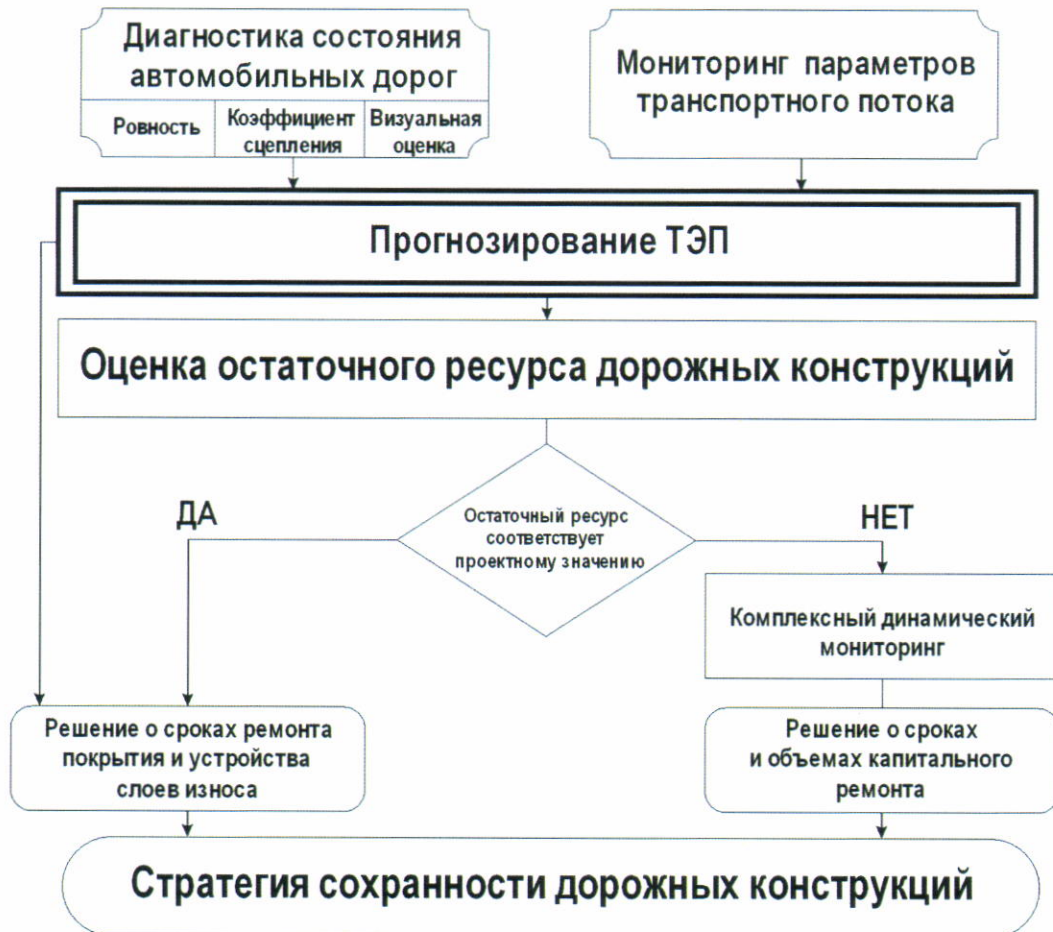 Диагностика состояния
автомобильных дорог
Ровность
Коэффициент
сцепления
Визуальная
оценка
Мониторинг параметров
транспортного потока
Прогнозирование ТЭП
Оценка остаточного ресурса дорожных конструкций
Остаточный ресурс
соответствует
проектному значению
ДА
НЕТ
Комплексный динамический
мониторинг
Решение о сроках ремонта
покрытия и устройства
слоев износа
Решение о сроках
и объемах капитального
ремонта
Стратегия сохранности дорожных конструкций